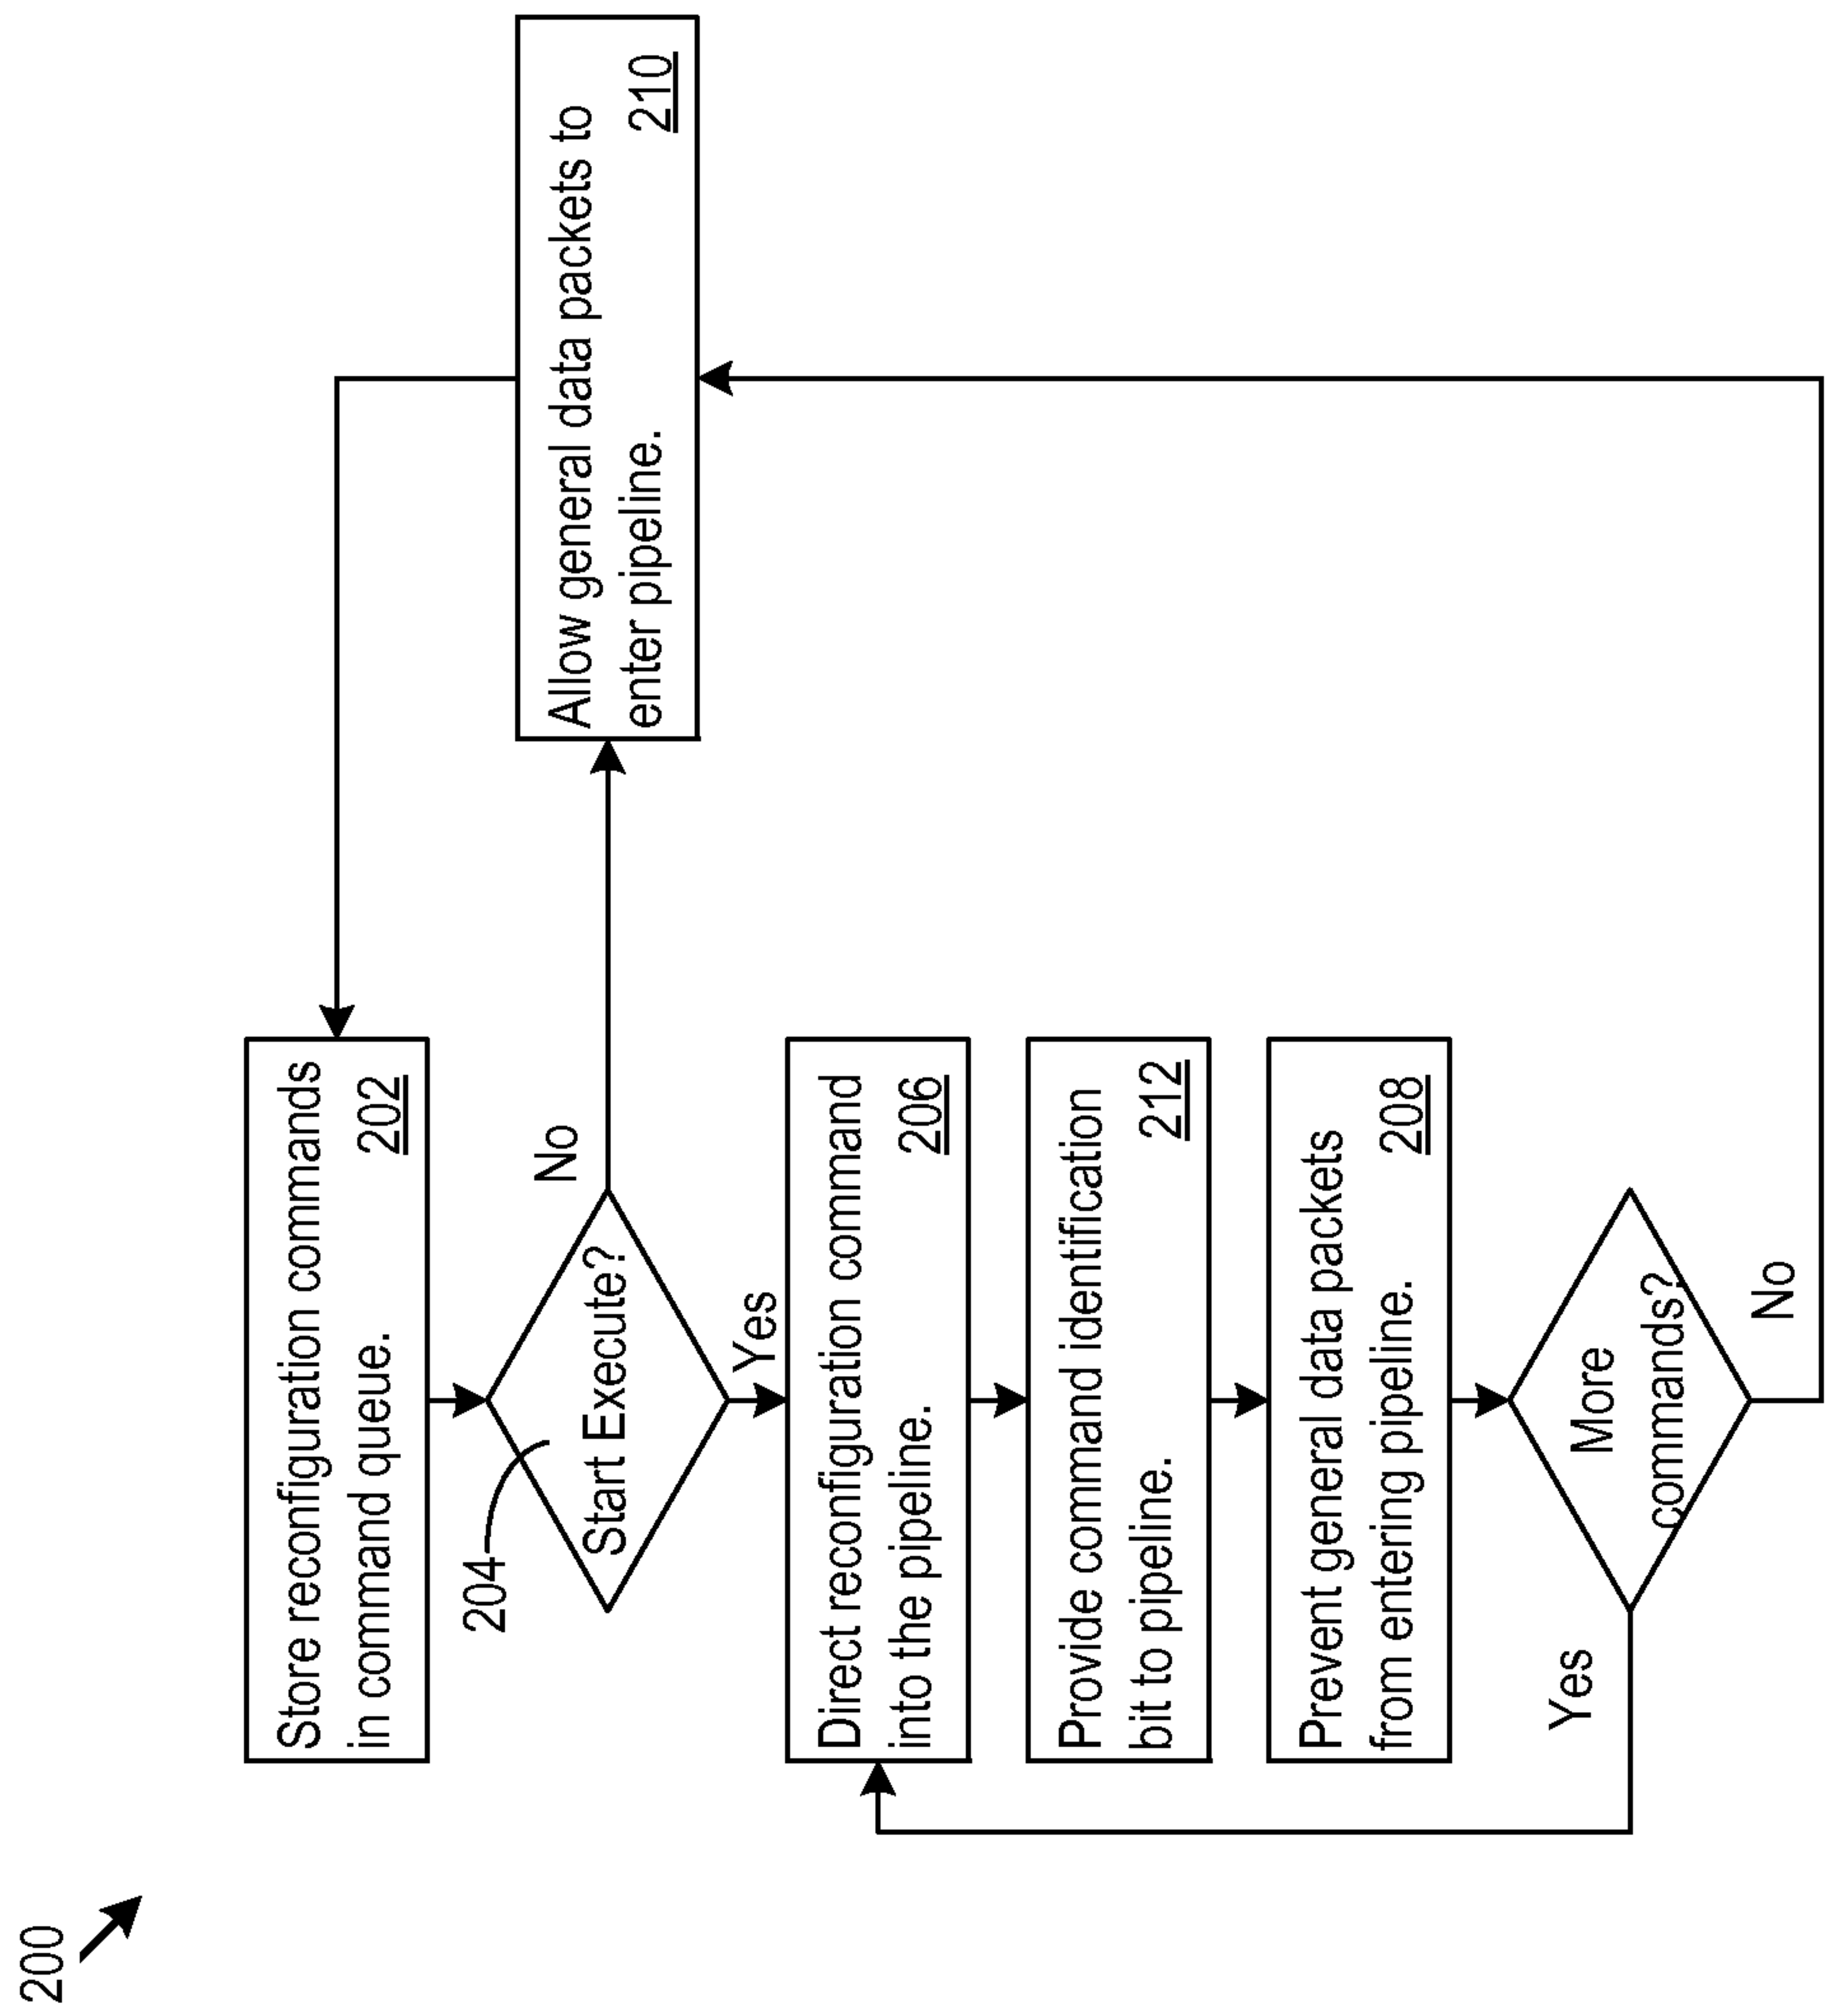 200
Store reconfiguration commands
in command queue.
202
204
Start Execute?
No
Yes
Allow general data packets to
enter pipeline.
210
Direct reconfiguration command
into the pipeline.
206
Provide command identification
bit to pipeline.
212
Prevent general data packets
from entering pipeline.
208
More
commands?
Yes
No